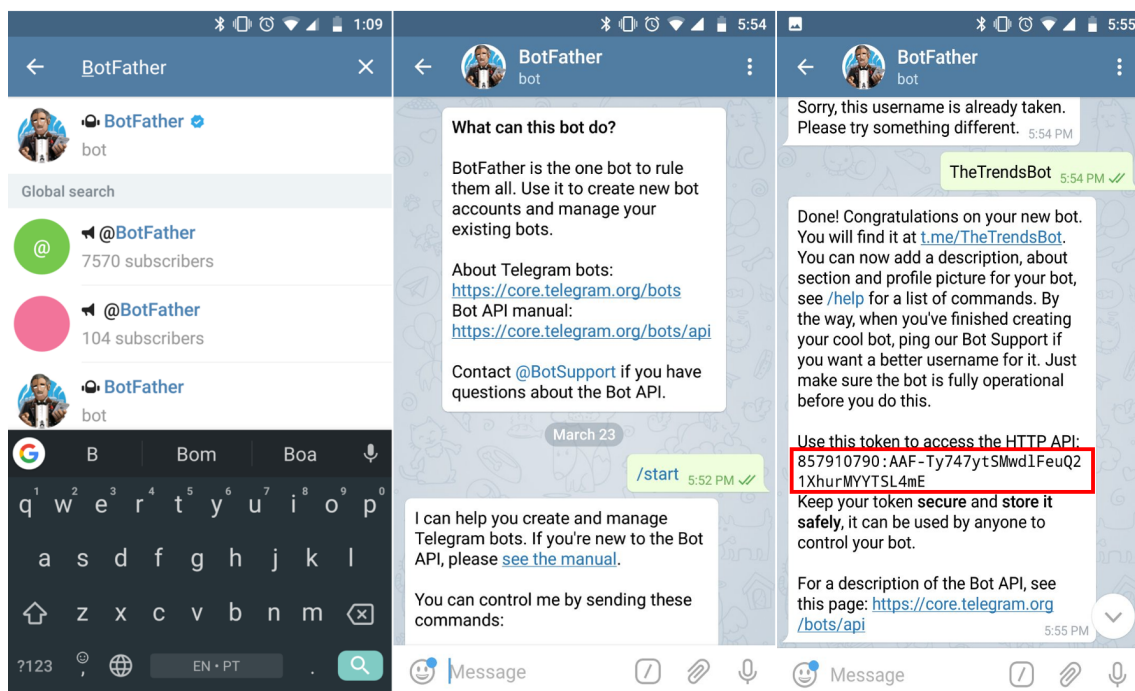 1:09
BotFather
BotFather
bot
Global search
@BotFather
7570 subscribers
@BotFather
104 subscribers
BotFather
bot
G B Bom Boa
q1 w2 e3 r4 t5 y6 u7 i8 o9 p0
a s d f g h j k l
z x c v b n m
?123 , EN • PT .
5:54
BotFather
bot
What can this bot do?
BotFather is the one bot to rule
them all. Use it to create new bot
accounts and manage your
existing bots.
About Telegram bots:
https://core.telegram.org/bots
Bot API manual:
https://core.telegram.org/bots/api
Contact @BotSupport if you have
questions about the Bot API.
March 23
/start 5:52 PM
I can help you create and manage
Telegram bots. If you're new to the Bot
API, please see the manual.
You can control me by sending these
commands:
Message /
5:55
BotFather
bot
Sorry, this username is already taken.
Please try something different. 5:54 PM
TheTrendsBot 5:54 PM
Done! Congratulations on your new bot.
You will find it at t.me/TheTrendsBot.
You can now add a description, about
section and profile picture for your bot,
see /help for a list of commands. By
the way, when you've finished creating
your cool bot, ping our Bot Support if
you want a better username for it. Just
make sure the bot is fully operational
before you do this.
Use this token to access the HTTP API:
857910790:AAF-Ty747ytSMwdlFeuQ2
1XhurMYYTSL4mE
Keep your token secure and store it
safely, it can be used by anyone to
control your bot.
For a description of the Bot API, see
this page: https://core.telegram.org
/bots/api 5:55 PM
Message /